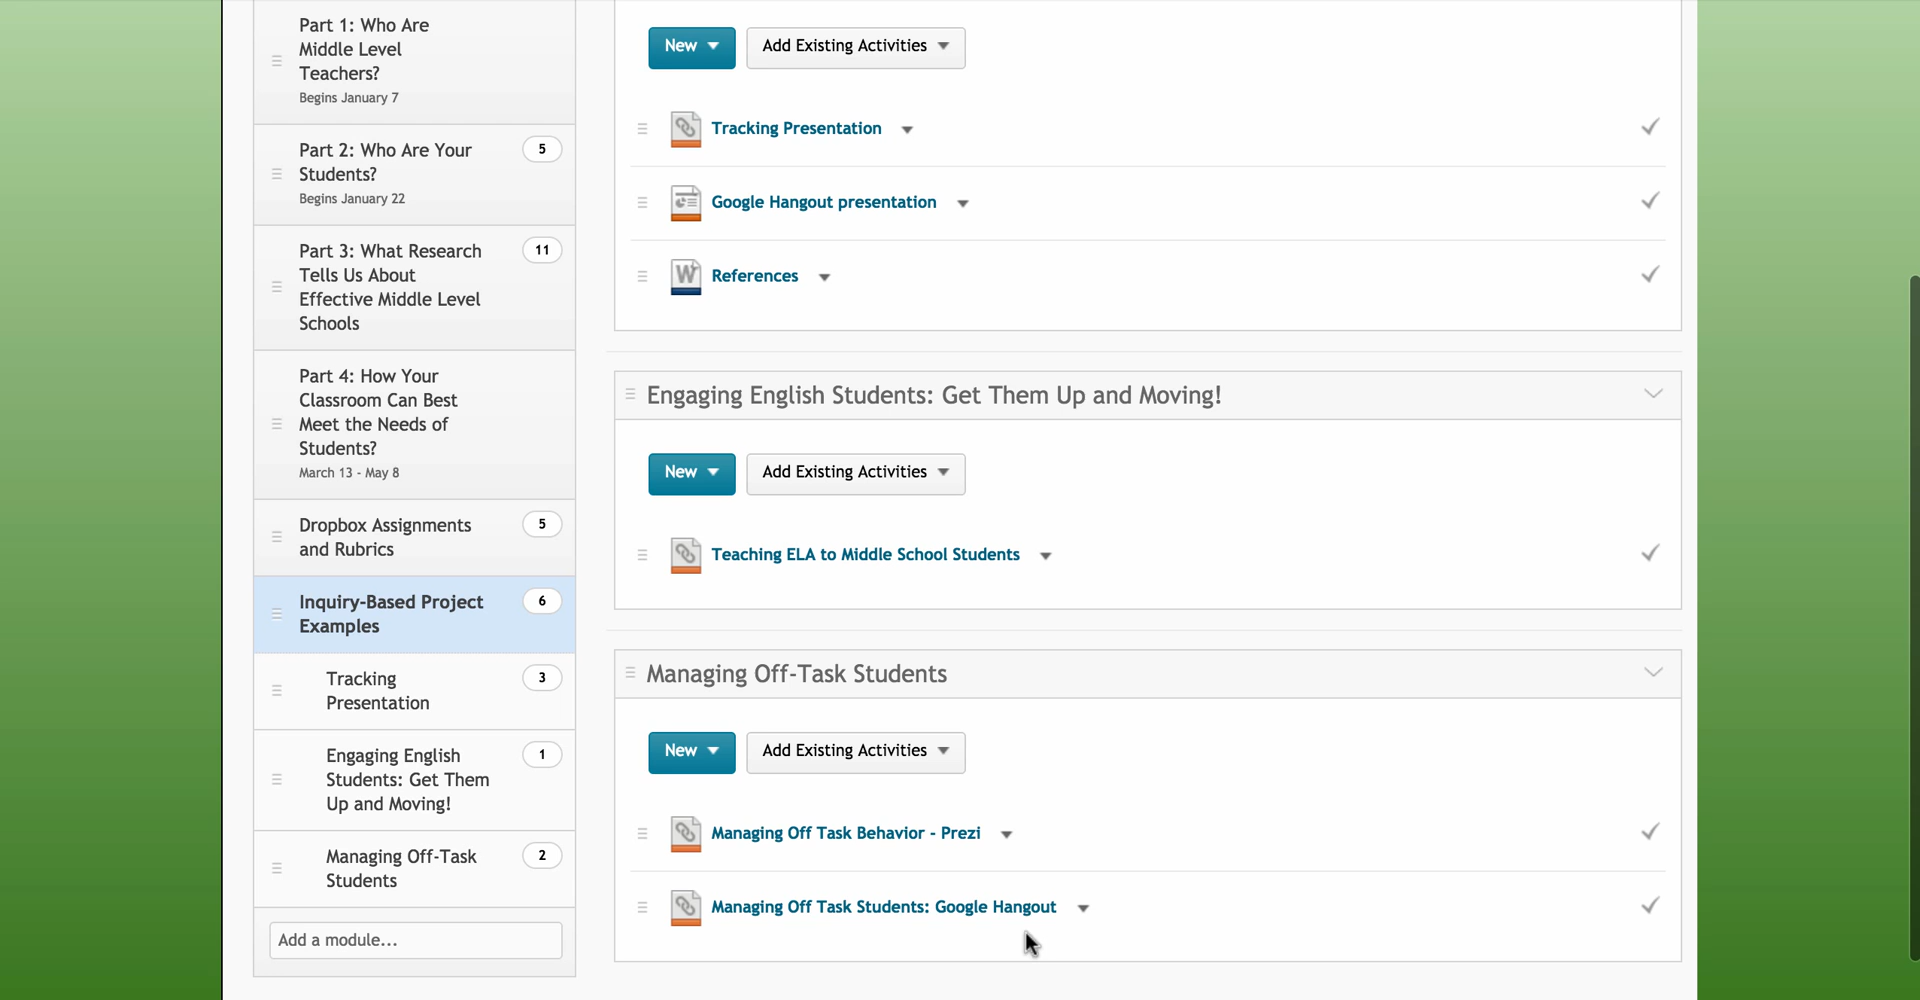 Part 1: Who Are
Middle Level
Teachers?
Begins January 7
Part 2: Who Are Your
Students?
5
Begins January 22
Part 3: What Research
Tells Us About
Effective Middle Level
Schools
11
Part 4: How Your
Classroom Can Best
Meet the Needs of
Students?
March 13 - May 8
Dropbox Assignments
and Rubrics
5
Inquiry-Based Project
Examples
6
Tracking
Presentation
3
Engaging English
Students: Get Them
Up and Moving!
1
Managing Off-Task
Students
2
Add a module...
New
Add Existing Activities
Tracking Presentation
Google Hangout presentation
W
References
Engaging English Students: Get Them Up and Moving!
New
Add Existing Activities
Teaching ELA to Middle School Students
Managing Off-Task Students
New
Add Existing Activities
Managing Off Task Behavior - Prezi
Managing Off Task Students: Google Hangout